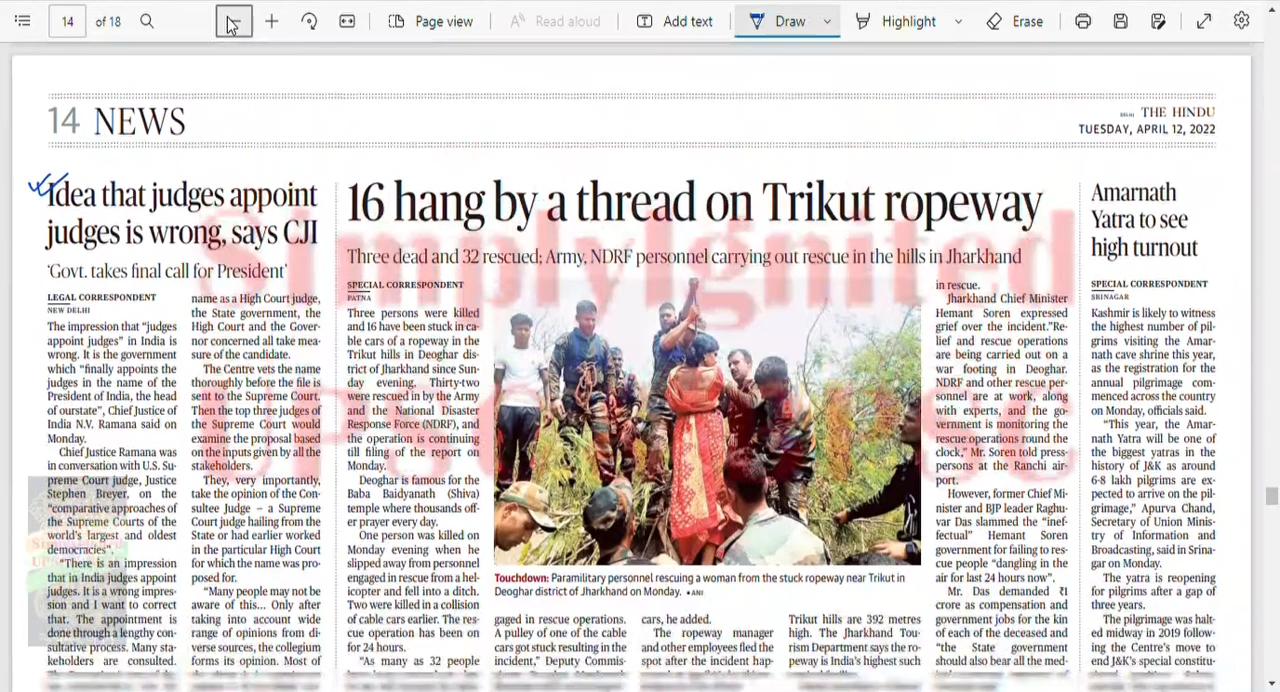 14
of 18
Page view
Read aloud
Add text
Draw
Highlight
Erase
14 NEWS
DELHI THE HINDU
TUESDAY, APRIL 12, 2022
Idea that judges appoint
judges is wrong, says CJI
'Govt. takes final call for President'
LEGAL CORRESPONDENT
NEW DELHI
The impression that "judges
appoint judges" in India is
wrong. It is the government
which "finally appoints the
judges in the name of the
President of India, the head
of ourstate", Chief Justice of
India N.V. Ramana said on
Monday.
Chief Justice Ramana was
in conversation with U.S. Su-
preme Court judge, Justice
Stephen Breyer, on the
"comparative approaches of
the Supreme Courts of the
world's largest and oldest
democracies".
"There is an impression
that in India judges appoint
judges. It is a wrong impres-
sion and I want to correct
that. The appointment is
done through a lengthy con-
sultative process. Many sta-
keholders are consulted.
name as a High Court judge,
the State government, the
High Court and the Gover-
nor concerned all take mea-
sure of the candidate.
The Centre vets the name
thoroughly before the file is
sent to the Supreme Court.
Then the top three judges of
the Supreme Court would
examine the proposal based
on the inputs given by all the
stakeholders.
They, very importantly,
take the opinion of the Con-
sultee Judge – a Supreme
Court judge hailing from the
State or had earlier worked
in the particular High Court
for which the name was pro-
posed for.
"Many people may not be
aware of this... Only after
taking into account wide
range of opinions from di-
verse sources, the collegium
forms its opinion. Most of
16 hang by a thread on Trikut ropeway
Three dead and 32 rescued; Army, NDRF personnel carrying out rescue in the hills in Jharkhand
SPECIAL CORRESPONDENT
PATNA
Three persons were killed
and 16 have been stuck in ca-
ble cars of a ropeway in the
Trikut hills in Deoghar dis-
trict of Jharkhand since Sun-
day evening. Thirty-two
were rescued in by the Army
and the National Disaster
Response Force (NDRF), and
the operation is continuing
till filing of the report on
Monday.
Deoghar is famous for the
Baba Baidyanath (Shiva)
temple where thousands off-
er prayer every day.
One person was killed on
Monday evening when he
slipped away from personnel
engaged in rescue from a hel-
icopter and fell into a ditch.
Two were killed in a collision
of cable cars earlier. The res-
cue operation has been on
for 24 hours.
"As many as 32 people
Touchdown: Paramilitary personnel rescuing a woman from the stuck ropeway near Trikut in
Deoghar district of Jharkhand on Monday. •ANI
gaged in rescue operations.
A pulley of one of the cable
cars got stuck resulting in the
incident," Deputy Commis-
cars, he added.
The ropeway manager
and other employees fled the
spot after the incident hap-
Trikut hills are 392 metres
high. The Jharkhand Tou-
rism Department says the ro-
peway is India's highest such
in rescue.
Jharkhand Chief Minister
Hemant Soren expressed
grief over the incident."Re-
lief and rescue operations
are being carried out on a
war footing in Deoghar.
NDRF and other rescue per-
sonnel are at work, along
with experts, and the go-
vernment is monitoring the
rescue operations round the
clock," Mr. Soren told press-
persons at the Ranchi air-
port.
However, former Chief Mi-
nister and BJP leader Raghu-
var Das slammed the "inef-
fectual" Hemant Soren
government for failing to res-
cue people "dangling in the
air for last 24 hours now".
Mr. Das demanded ₹1
crore as compensation and
government jobs for the kin
of each of the deceased and
"the State government
should also bear all the med-
Amarnath
Yatra to see
high turnout
SPECIAL CORRESPONDENT
SRINAGAR
Kashmir is likely to witness
the highest number of pil-
grims visiting the Amar-
nath cave shrine this year,
as the registration for the
annual pilgrimage com-
menced across the country
on Monday, officials said.
"This year, the Amar-
nath Yatra will be one of
the biggest yatras in the
history of J&K as around
6-8 lakh pilgrims are ex-
pected to arrive on the pil-
grimage," Apurva Chand,
Secretary of Union Minis-
try of Information and
Broadcasting, said in Srina-
gar on Monday.
The yatra is reopening
for pilgrims after a gap of
three years.
The pilgrimage was halt-
ed midway in 2019 follow-
ing the Centre's move to
end J&K's special constitu-
SimplyIgnited
UPSC